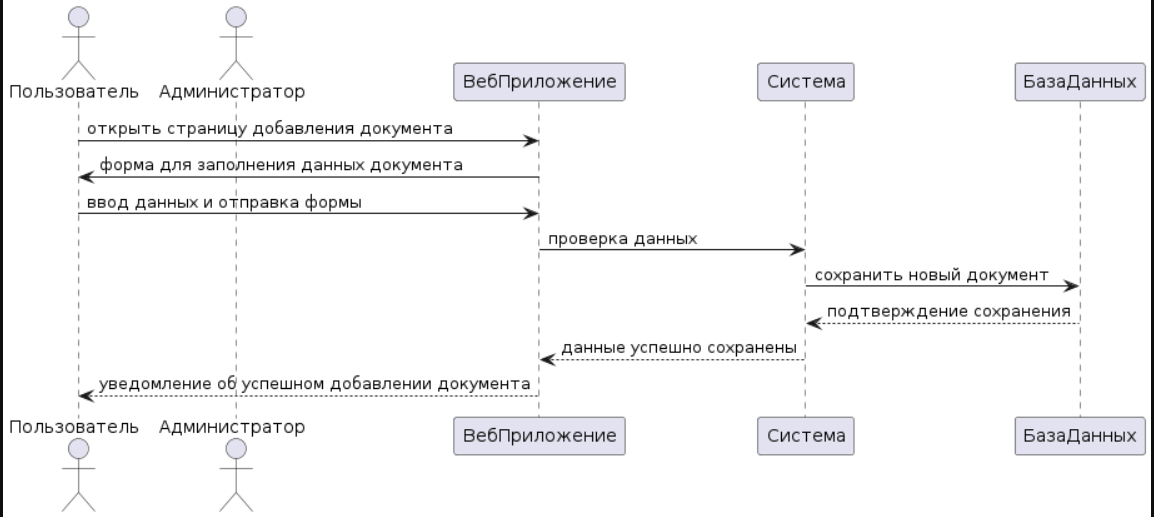 Пользователь
Администратор
ВебПриложение
Система
БазаДанных
открыть страницу добавления документа
форма для заполнения данных документа
ввод данных и отправка формы
проверка данных
сохранить новый документ
подтверждение сохранения
данные успешно сохранены
уведомление об успешном добавлении документа
Пользователь
Администратор
ВебПриложение
Система
БазаДанных